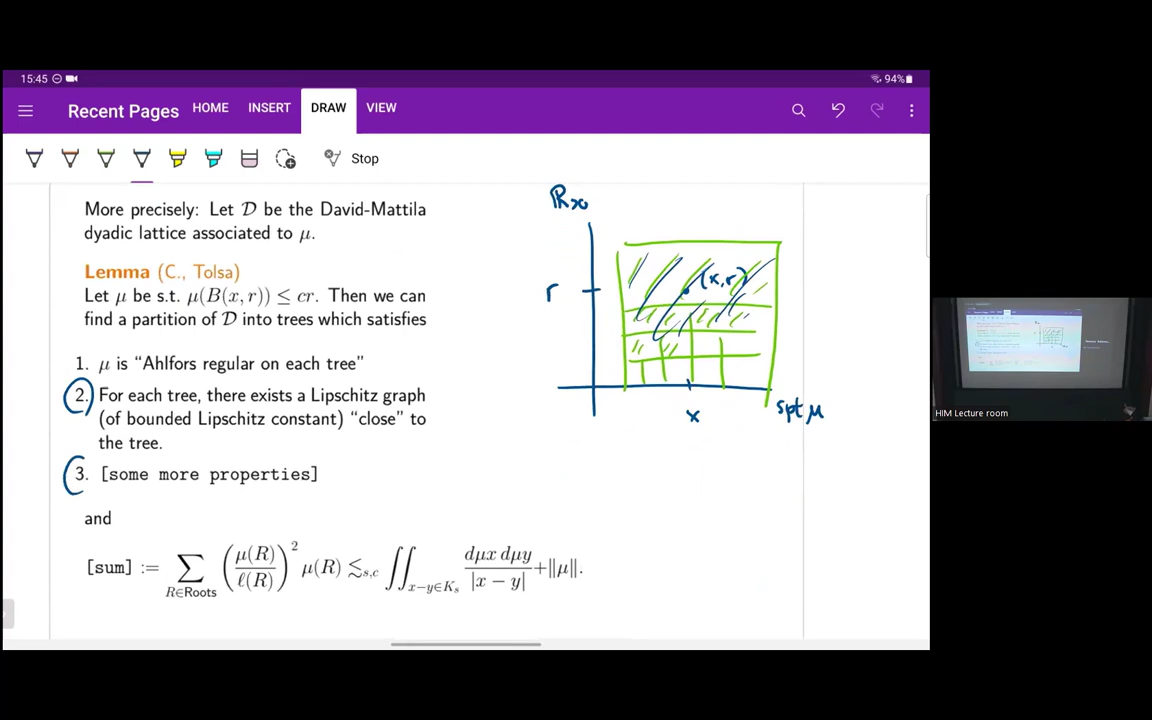 15:45
94%
Recent Pages HOME INSERT DRAW VIEW
Stop
More precisely: Let 𝒟 be the David-Mattila
dyadic lattice associated to μ.
Lemma (C., Tolsa)
Let μ be s.t. μ(B(x,r)) ≤ cr. Then we can
find a partition of 𝒟 into trees which satisfies
1. μ is "Ahlfors regular on each tree"
2. For each tree, there exists a Lipschitz graph
(of bounded Lipschitz constant) "close" to
the tree.
3. [some more properties]
and
[sum] := ∑_{R∈Roots} (μ(R)/ℓ(R))² μ(R) ≲_{s,c} ∬_{x−y∈K_s} dμx dμy/|x − y| + ‖μ‖.
(x,r)
r
x
spt μ
HIM Lecture room